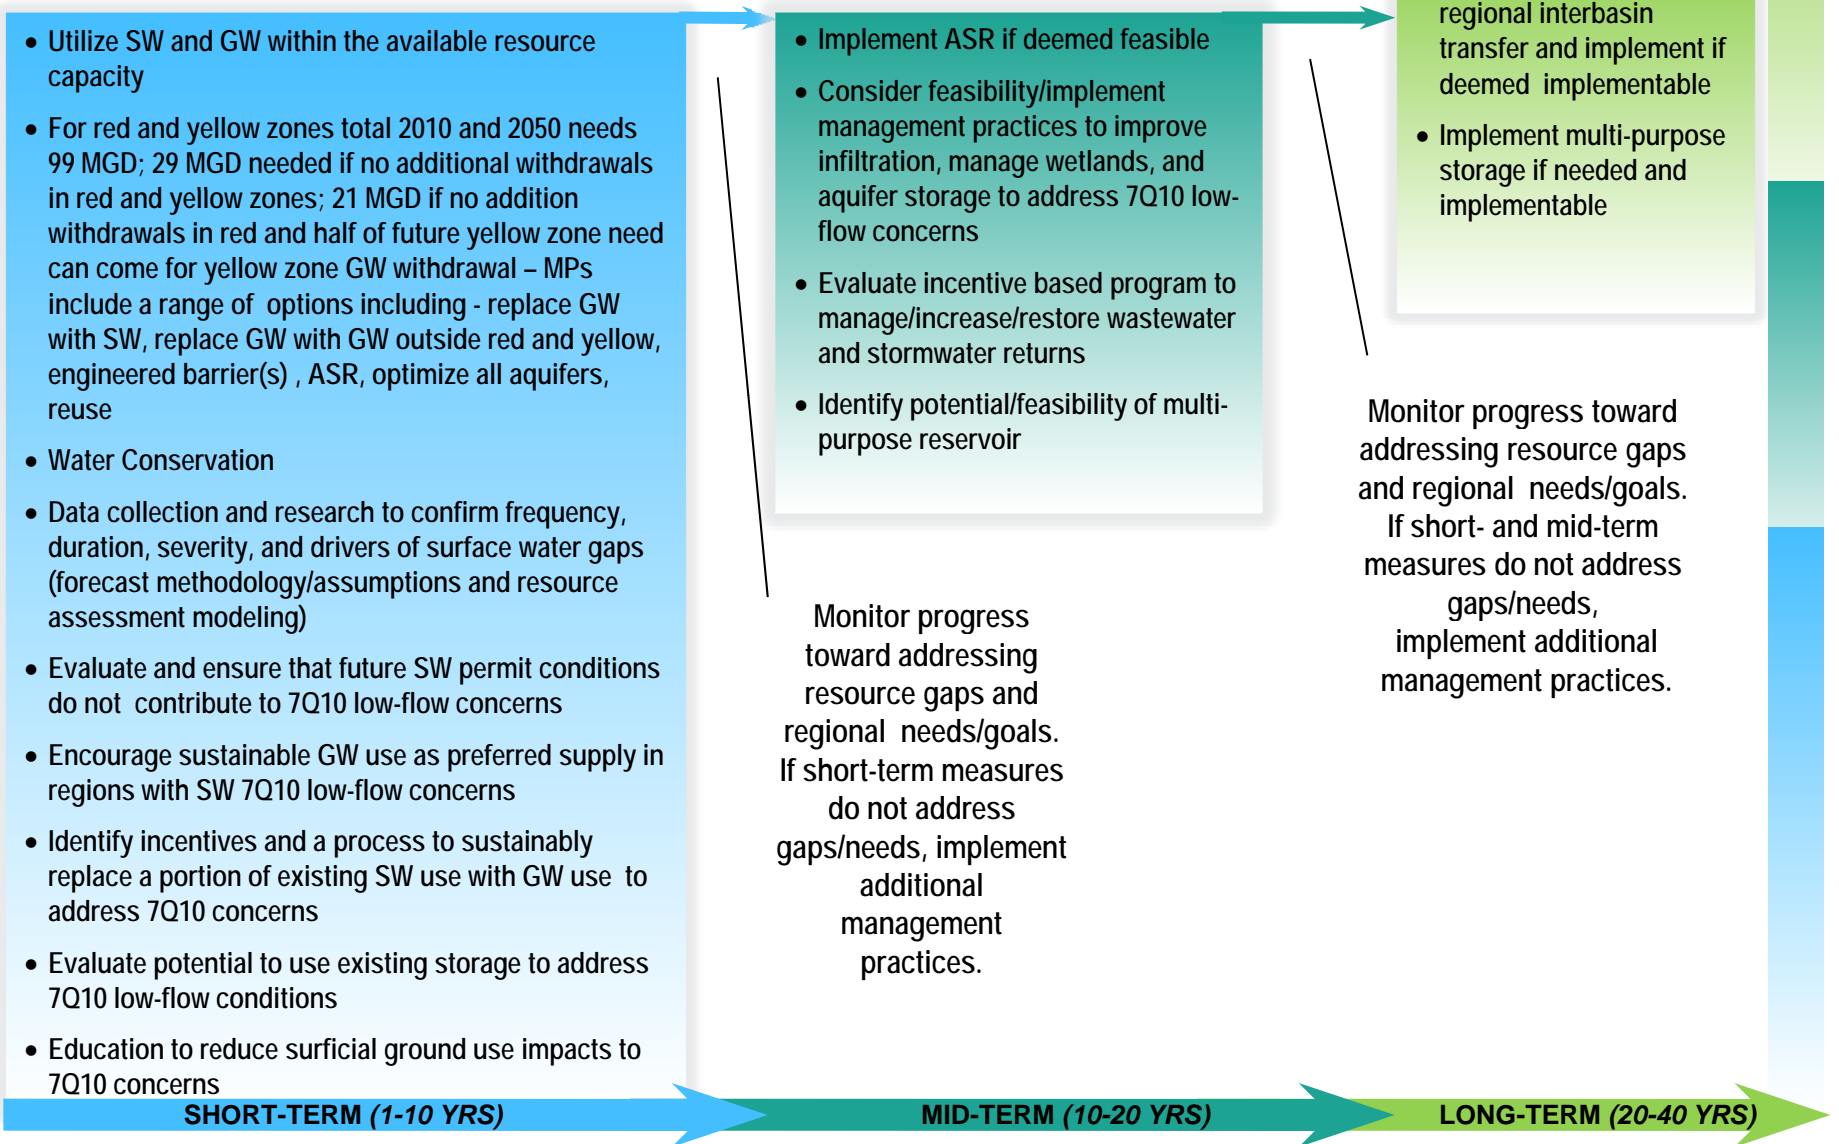 • Utilize SW and GW within the available resource
capacity
• For red and yellow zones total 2010 and 2050 needs
99 MGD; 29 MGD needed if no additional withdrawals
in red and yellow zones; 21 MGD if no addition
withdrawals in red and half of future yellow zone need
can come for yellow zone GW withdrawal – MPs
include a range of options including - replace GW
with SW, replace GW with GW outside red and yellow,
engineered barrier(s) , ASR, optimize all aquifers,
reuse
• Water Conservation
• Data collection and research to confirm frequency,
duration, severity, and drivers of surface water gaps
(forecast methodology/assumptions and resource
assessment modeling)
• Evaluate and ensure that future SW permit conditions
do not contribute to 7Q10 low-flow concerns
• Encourage sustainable GW use as preferred supply in
regions with SW 7Q10 low-flow concerns
• Identify incentives and a process to sustainably
replace a portion of existing SW use with GW use to
address 7Q10 concerns
• Evaluate potential to use existing storage to address
7Q10 low-flow conditions
• Education to reduce surficial ground use impacts to
7Q10 concerns
• Implement ASR if deemed feasible
• Consider feasibility/implement
management practices to improve
infiltration, manage wetlands, and
aquifer storage to address 7Q10 low-
flow concerns
• Evaluate incentive based program to
manage/increase/restore wastewater
and stormwater returns
• Identify potential/feasibility of multi-
purpose reservoir
Monitor progress
toward addressing
resource gaps and
regional needs/goals.
If short-term measures
do not address
gaps/needs, implement
additional
management
practices.
regional interbasin
transfer and implement if
deemed implementable
• Implement multi-purpose
storage if needed and
implementable
Monitor progress toward
addressing resource gaps
and regional needs/goals.
If short- and mid-term
measures do not address
gaps/needs,
implement additional
management practices.
SHORT-TERM (1-10 YRS)
MID-TERM (10-20 YRS)
LONG-TERM (20-40 YRS)